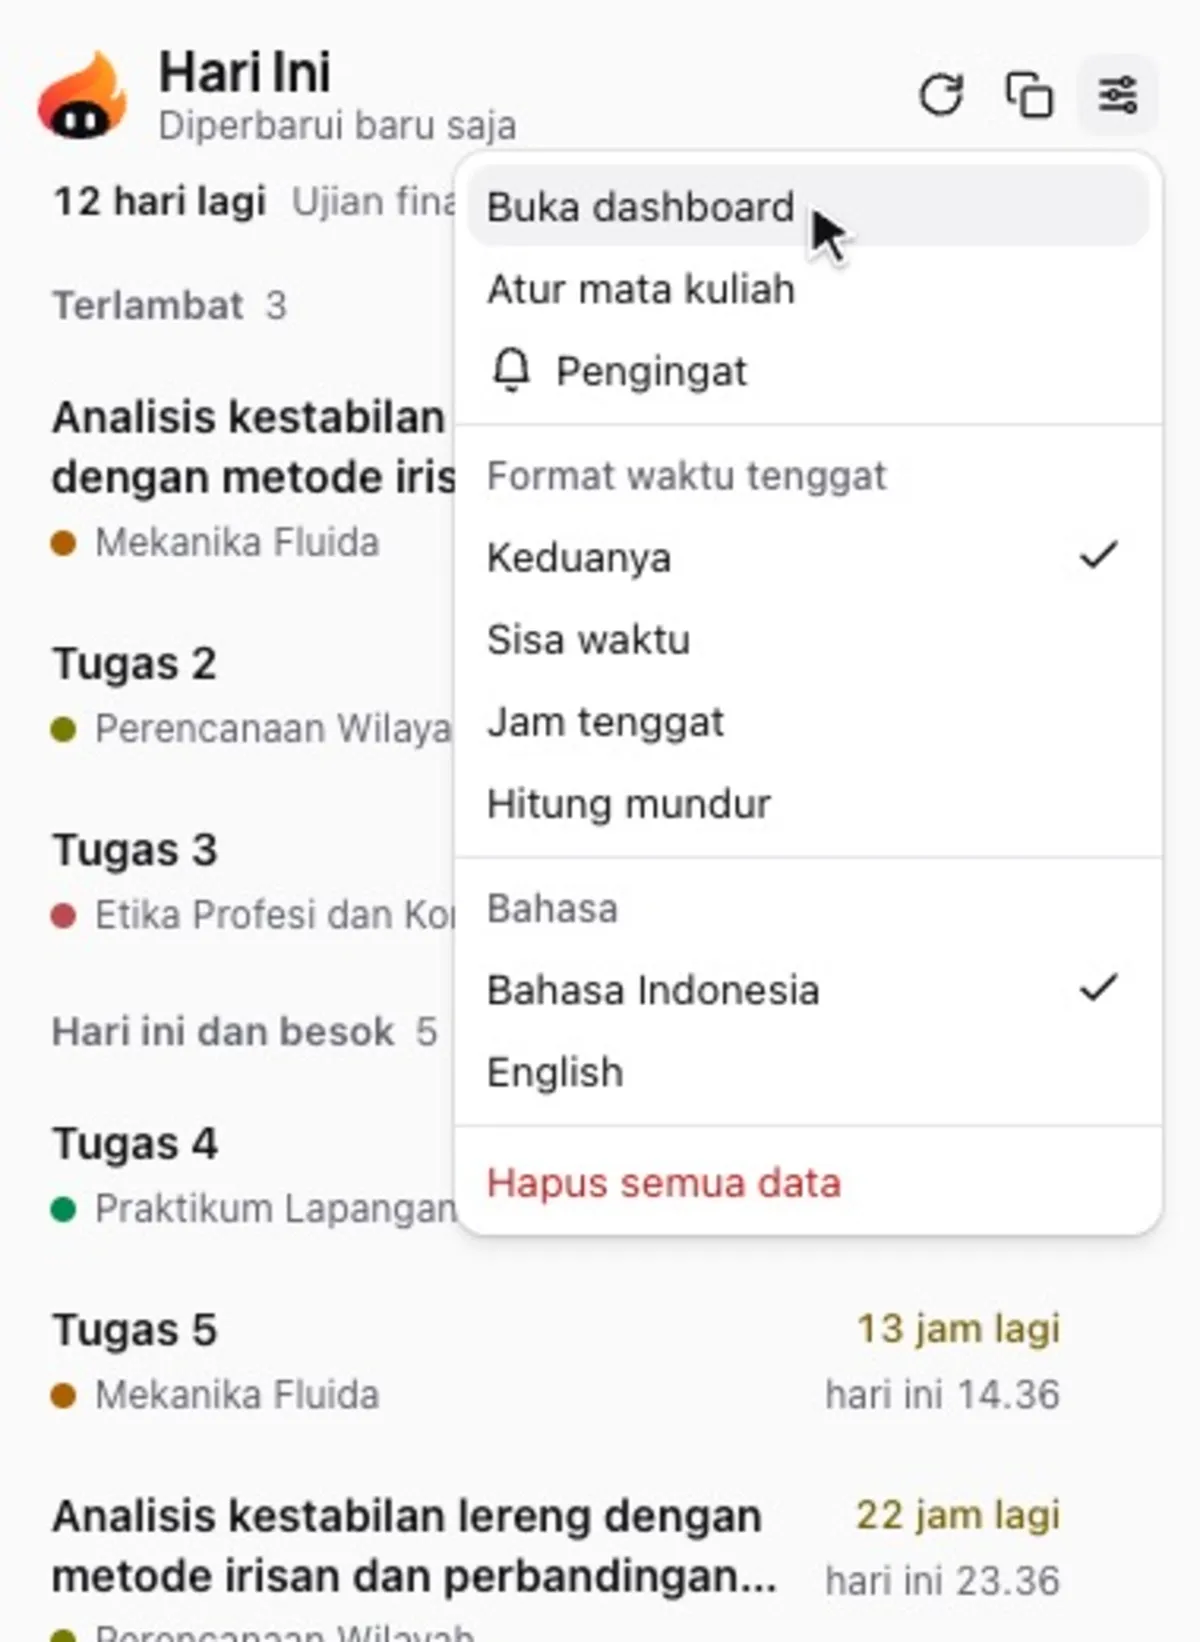 Hari Ini
Diperbarui baru saja
12 hari lagi Ujian
Terlambat 3
Analisis kestabilan
dengan metode
Mekanika Fluida
Tugas 2
Perencanaan
Tugas 3
Etika Profesi dan
Hari ini dan besok 5
Tugas 4
Praktikum Lapangan
Tugas 5
13 jam lagi
Mekanika Fluida
hari ini 14.36
Analisis kestabilan lereng dengan
metode irisan dan perbandingan...
22 jam lagi
hari ini 23.36
Perencanaan Wilayah
Buka dashboard
Atur mata kuliah
Pengingat
Format waktu tenggat
Keduanya
Sisa waktu
Jam tenggat
Hitung mundur
Bahasa
Bahasa Indonesia
English
Hapus semua data